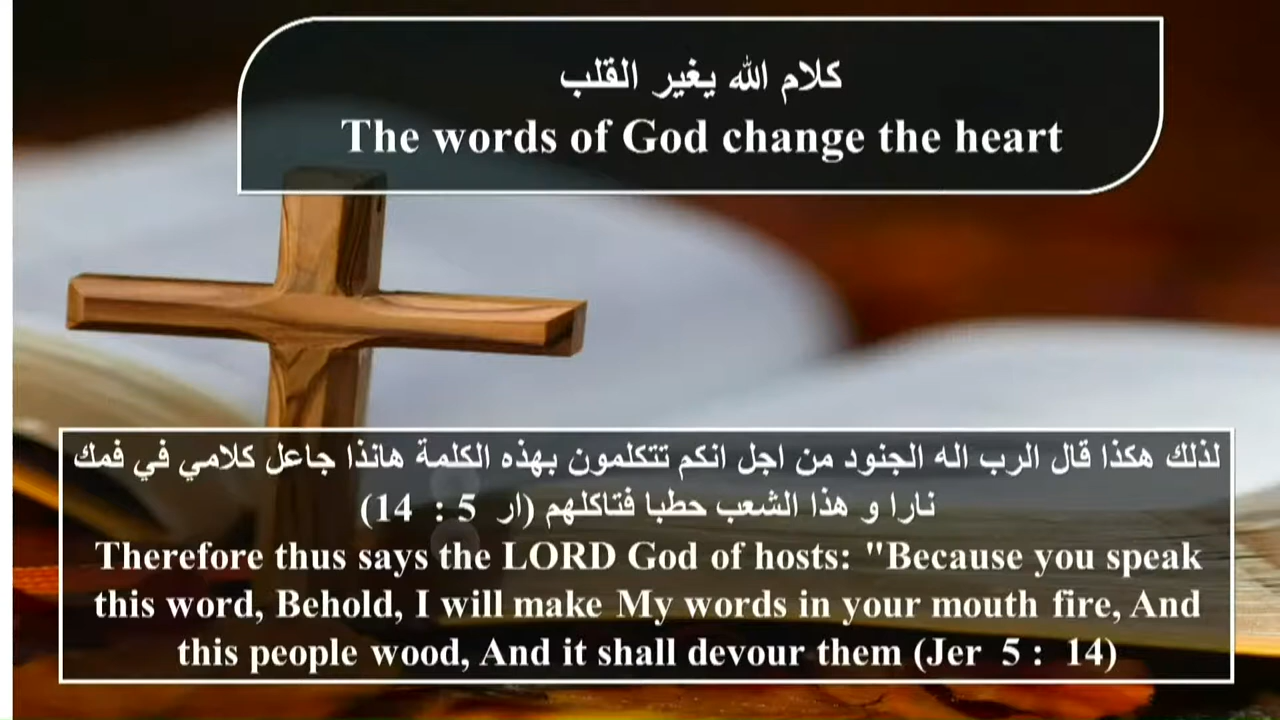 كلام الله يغير القلب
The words of God change the heart
لذلك هكذا قال الرب اله الجنود من اجل انكم تتكلمون بهذه الكلمة هانذا جاعل كلامي في فمك
نارا و هذا الشعب حطبا فتاكلهم (ار 5 : 14)
Therefore thus says the LORD God of hosts: "Because you speak
this word, Behold, I will make My words in your mouth fire, And
this people wood, And it shall devour them (Jer 5 : 14)